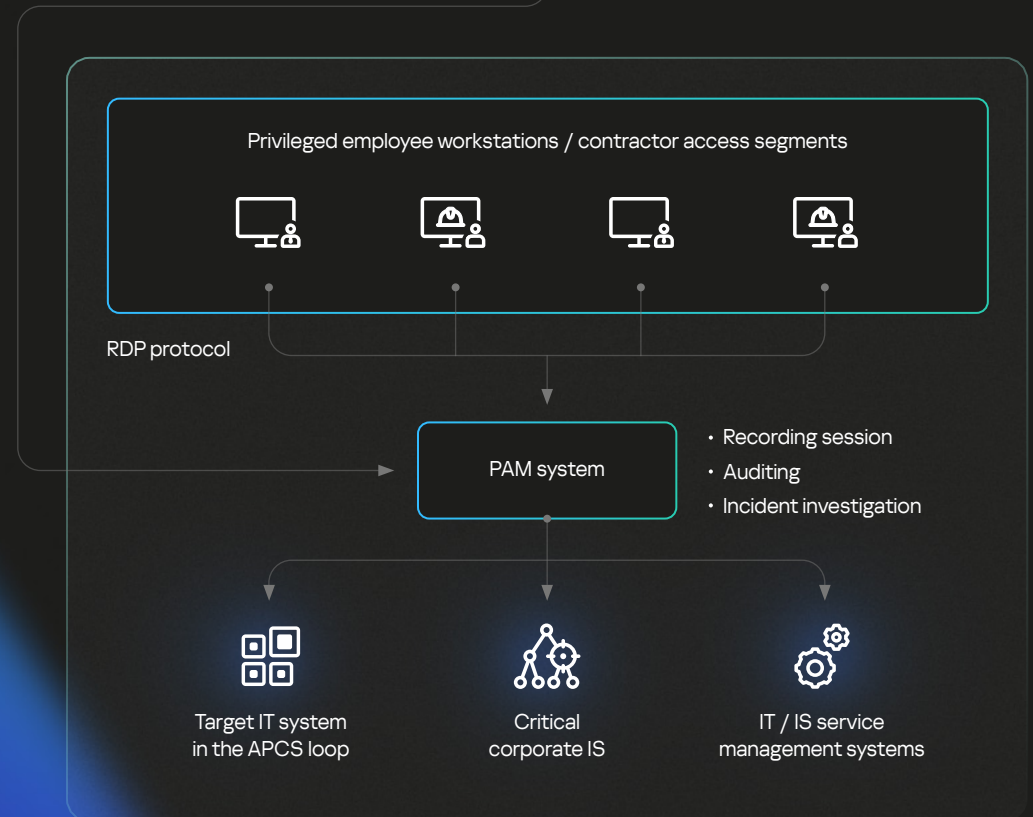 Privileged employee workstations / contractor access segments
RDP protocol
PAM system
• Recording session
• Auditing
• Incident investigation
Target IT system
in the APCS loop
Critical
corporate IS
IT / IS service
management systems